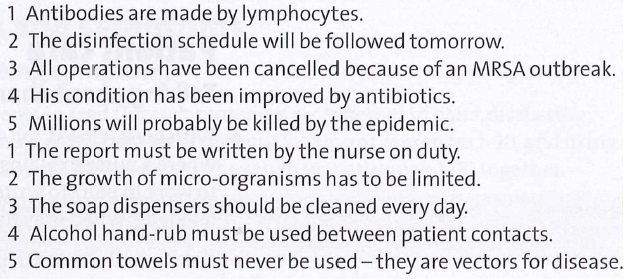 1 Antibodies are made by lymphocytes.
2 The disinfection schedule will be followed tomorrow.
3 All operations have been cancelled because of an MRSA outbreak.
4 His condition has been improved by antibiotics.
5 Millions will probably be killed by the epidemic.
1 The report must be written by the nurse on duty.
2 The growth of micro-orgranisms has to be limited.
3 The soap dispensers should be cleaned every day.
4 Alcohol hand-rub must be used between patient contacts.
5 Common towels must never be used – they are vectors for disease.